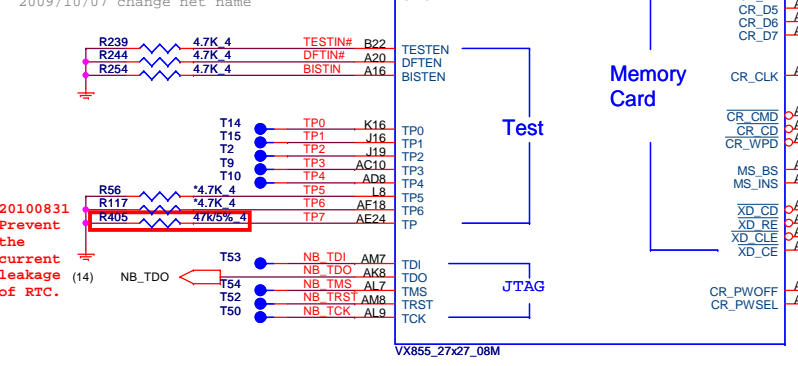 2009/10/07 change net name
CR_D5
CR_D6
CR_D7
R239 4.7K_4 TESTIN# B22 TESTEN
R244 4.7K_4 DFTIN# A20 DFTEN
R254 4.7K_4 BISTIN A16 BISTEN
Memory
Card
CR_CLK
Test
T14 TP0 K16 TP0
T15 TP1 J16 TP1
T2 TP2 J19 TP2
T9 TP3 AC10 TP3
T10 TP4 AD8 TP4
R56 *4.7K_4 TP5 L8 TP5
R117 *4.7K_4 TP6 AF18 TP6
R405 47k/5%_4 TP7 AE24 TP
CR_CMD
CR_CD
CR_WPD
MS_BS
MS_INS
XD_CD
XD_RE
XD_CLE
XD_CE
20100831
Prevent
the
current
leakage
of RTC.
(14) NB_TDO
T53 NB_TDI AM7 TDI
NB_TDO AK8 TDO
T54 NB_TMS AL7 TMS
T52 NB_TRST AM8 TRST
T50 NB_TCK AL9 TCK
JTAG
CR_PWOFF
CR_PWSEL
VX855_27x27_08M